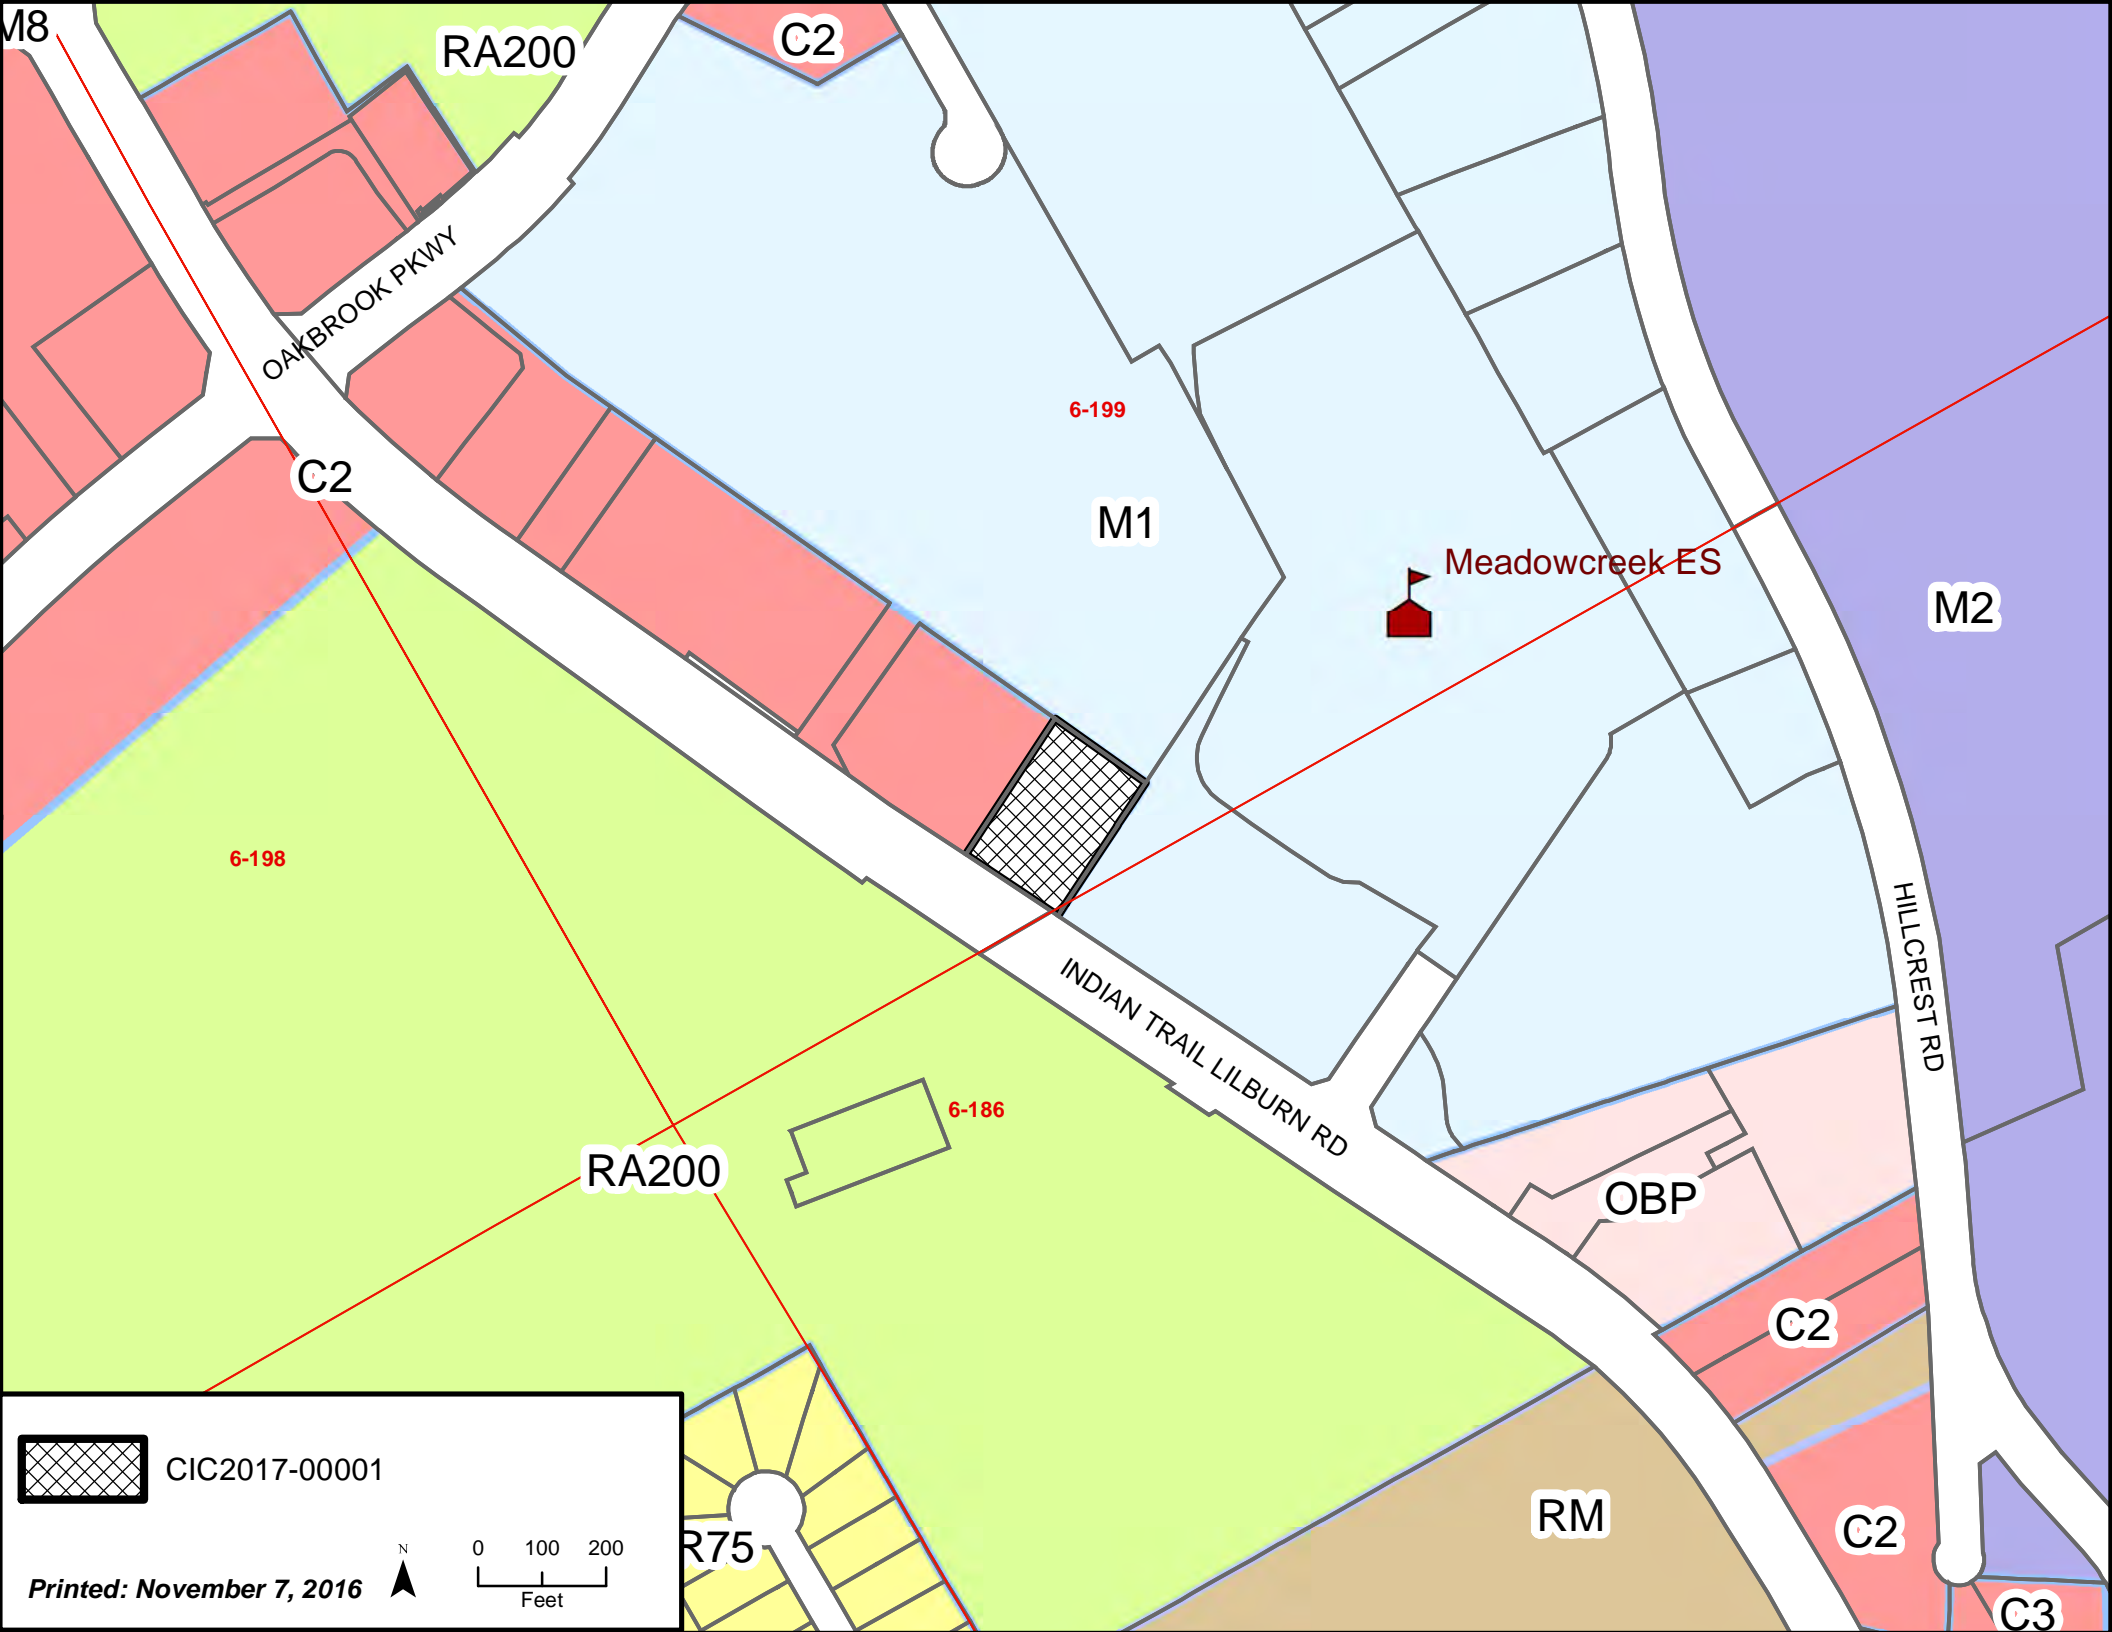 M8
RA200
C2
OAKBROOK PKWY
6-199
C2
M1
Meadowcreek ES
M2
6-198
HILLCREST RD
INDIAN TRAIL LILBURN RD
6-186
RA200
OBP
C2
RM
C2
R75
C3
CIC2017-00001
N
0 100 200
Feet
Printed: November 7, 2016